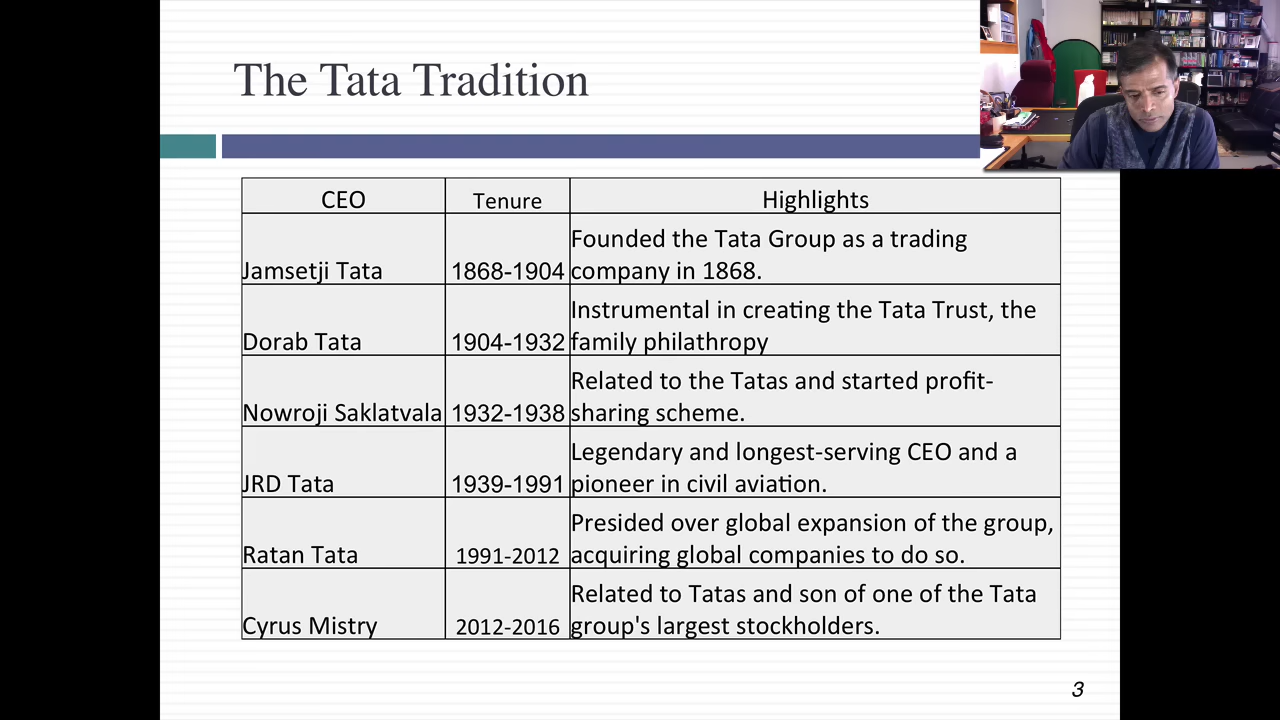 The Tata Tradition
CEO Tenure Highlights
Founded the Tata Group as a trading
Jamsetji Tata 1868-1904 company in 1868.
Instrumental in creating the Tata Trust, the
Dorab Tata 1904-1932 family philathropy
Related to the Tatas and started profit-
Nowroji Saklatvala 1932-1938 sharing scheme.
Legendary and longest-serving CEO and a
JRD Tata 1939-1991 pioneer in civil aviation.
Presided over global expansion of the group,
Ratan Tata 1991-2012 acquiring global companies to do so.
Related to Tatas and son of one of the Tata
Cyrus Mistry 2012-2016 group's largest stockholders.
3